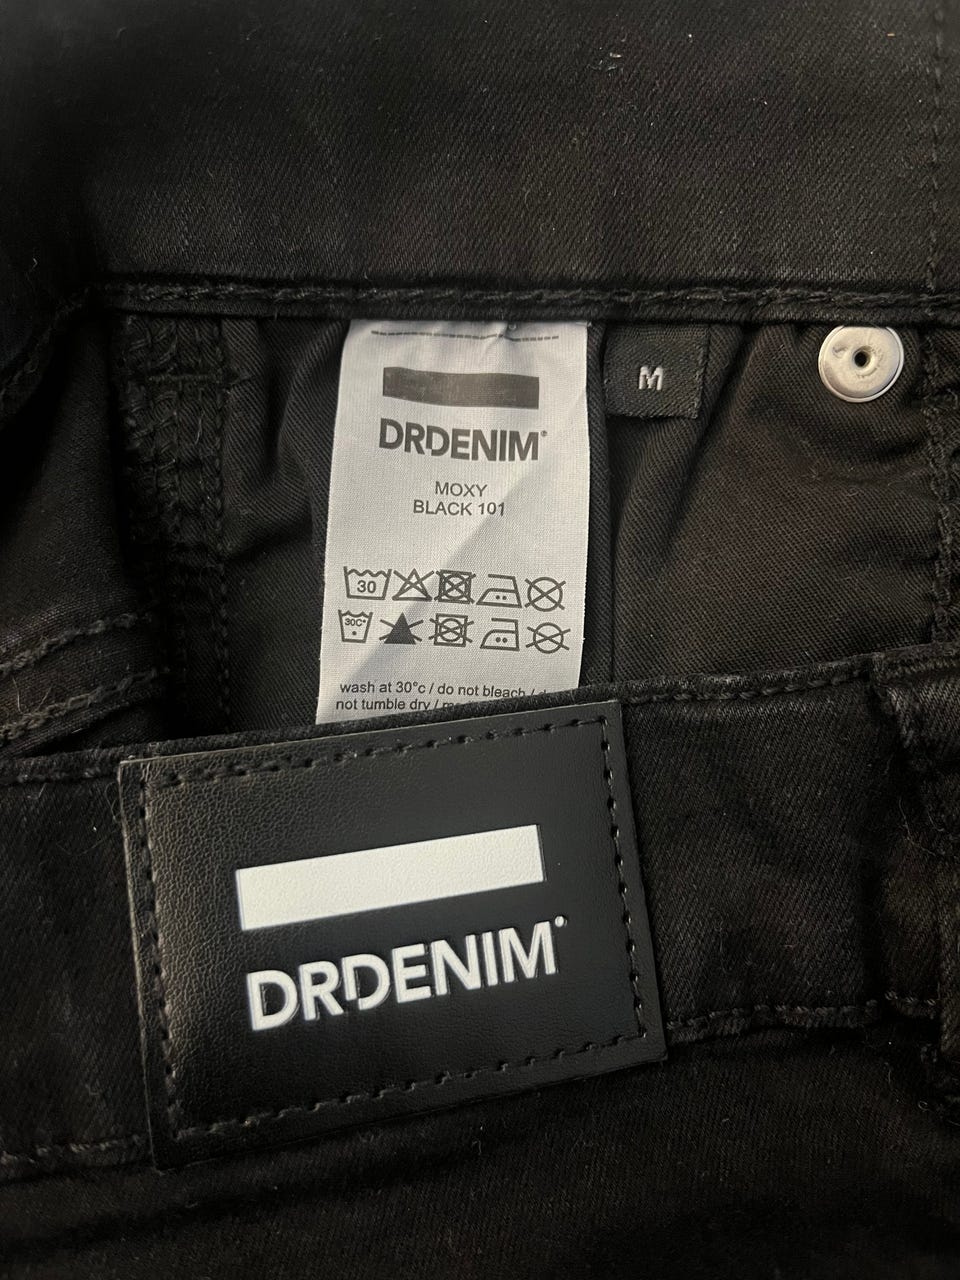 DRDENIM
M
MOXY
BLACK 101
30
30C°
wash at 30°c / do not bleach /
not tumble dry /
DRDENIM